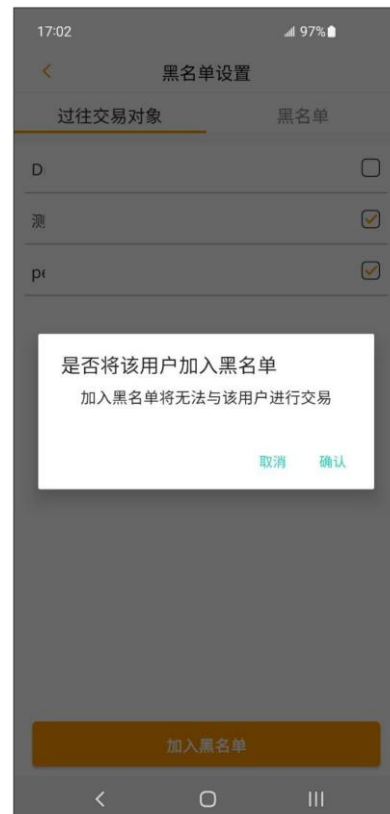 17:02 97%
黑名单设置
过往交易对象 黑名单
D
测
pe
是否将该用户加入黑名单
加入黑名单将无法与该用户进行交易
取消 确认
加入黑名单